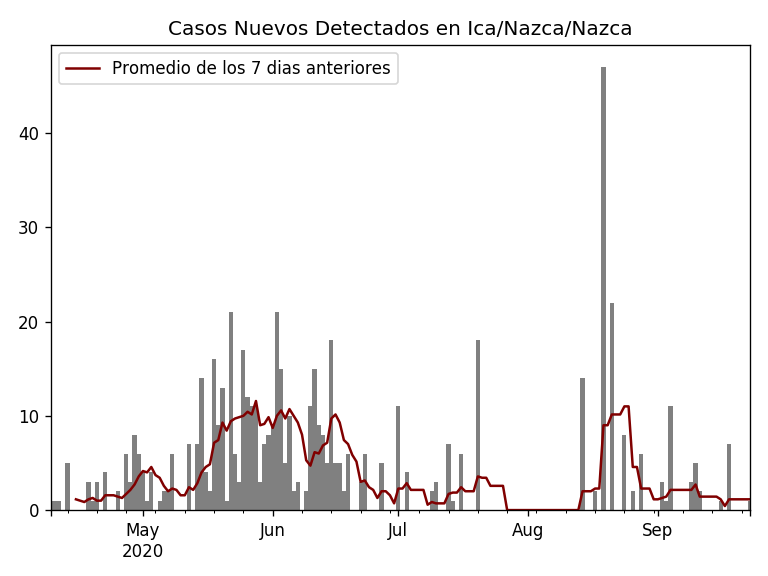 Casos Nuevos Detectados en Ica/Nazca/Nazca
Promedio de los 7 dias anteriores
40
30
20
10
0
May Jun Jul Aug Sep
2020